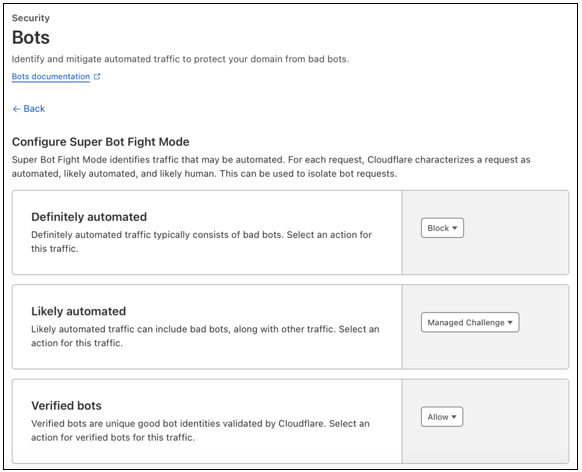 Security
Bots
Identify and mitigate automated traffic to protect your domain from bad bots.
Bots documentation
← Back
Configure Super Bot Fight Mode
Super Bot Fight Mode identifies traffic that may be automated. For each request, Cloudflare characterizes a request as
automated, likely automated, and likely human. This can be used to isolate bot requests.
Definitely automated
Definitely automated traffic typically consists of bad bots. Select an action for
this traffic.
Block
Likely automated
Likely automated traffic can include bad bots, along with other traffic. Select an
action for this traffic.
Managed Challenge
Verified bots
Verified bots are unique good bot identities validated by Cloudflare. Select an
action for verified bots for this traffic.
Allow